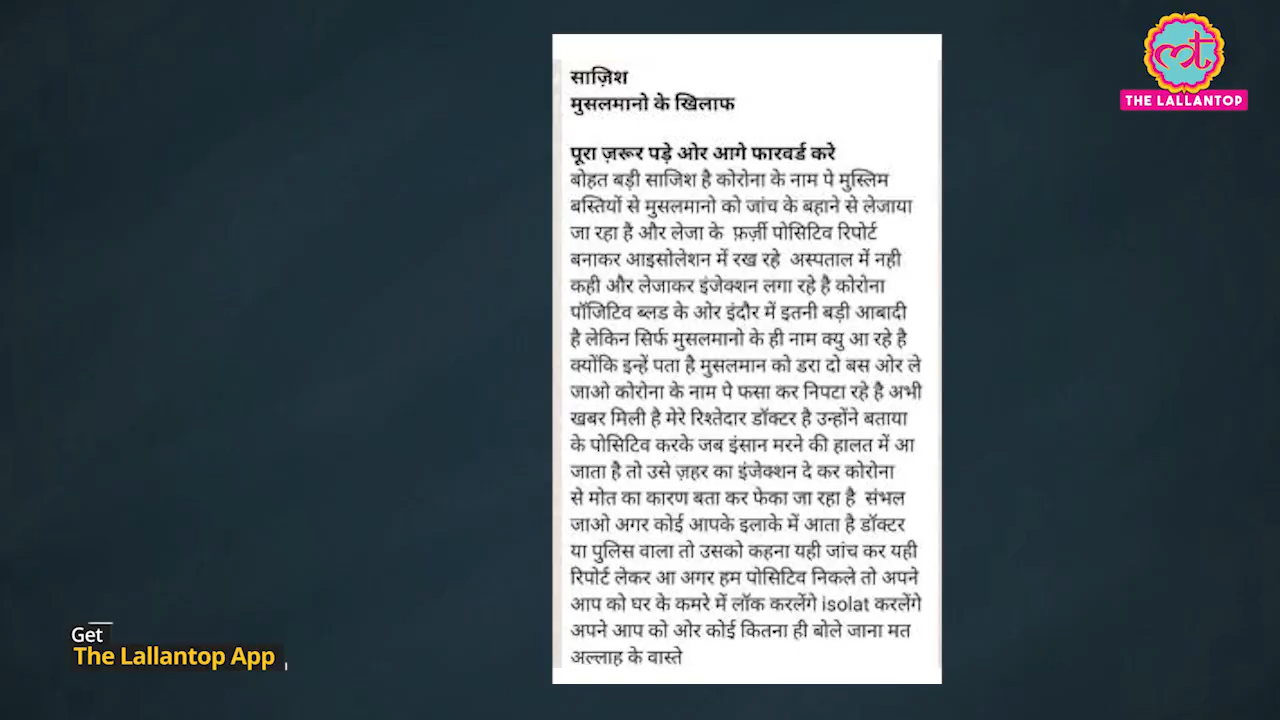 साज़िश
मुसलमानो के खिलाफ
पूरा ज़रूर पड़े ओर आगे फारवर्ड करे
बोहत बड़ी साजिश है कोरोना के नाम पे मुस्लिम
बस्तियों से मुसलमानो को जांच के बहाने से लेजाया
जा रहा है और लेजा के फ़र्ज़ी पोसिटिव रिपोर्ट
बनाकर आइसोलेशन में रख रहे अस्पताल में नही
कही और लेजाकर इंजेक्शन लगा रहे है कोरोना
पॉजिटिव ब्लड के ओर इंदौर में इतनी बड़ी आबादी
है लेकिन सिर्फ मुसलमानो के ही नाम क्यु आ रहे है
क्योंकि इन्हें पता है मुसलमान को डरा दो बस ओर ले
जाओ कोरोना के नाम पे फसा कर निपटा रहे है अभी
खबर मिली है मेरे रिश्तेदार डॉक्टर है उन्होंने बताया
के पोसिटिव करके जब इंसान मरने की हालत में आ
जाता है तो उसे ज़हर का इंजेक्शन दे कर कोरोना
से मोत का कारण बता कर फेका जा रहा है संभल
जाओ अगर कोई आपके इलाके में आता है डॉक्टर
या पुलिस वाला तो उसको कहना यही जांच कर यही
रिपोर्ट लेकर आ अगर हम पोसिटिव निकले तो अपने
आप को घर के कमरे में लॉक करलेंगे isolat करलेंगे
अपने आप को ओर कोई कितना ही बोले जाना मत
अल्लाह के वास्ते
THE LALLANTOP
Get
The Lallantop App